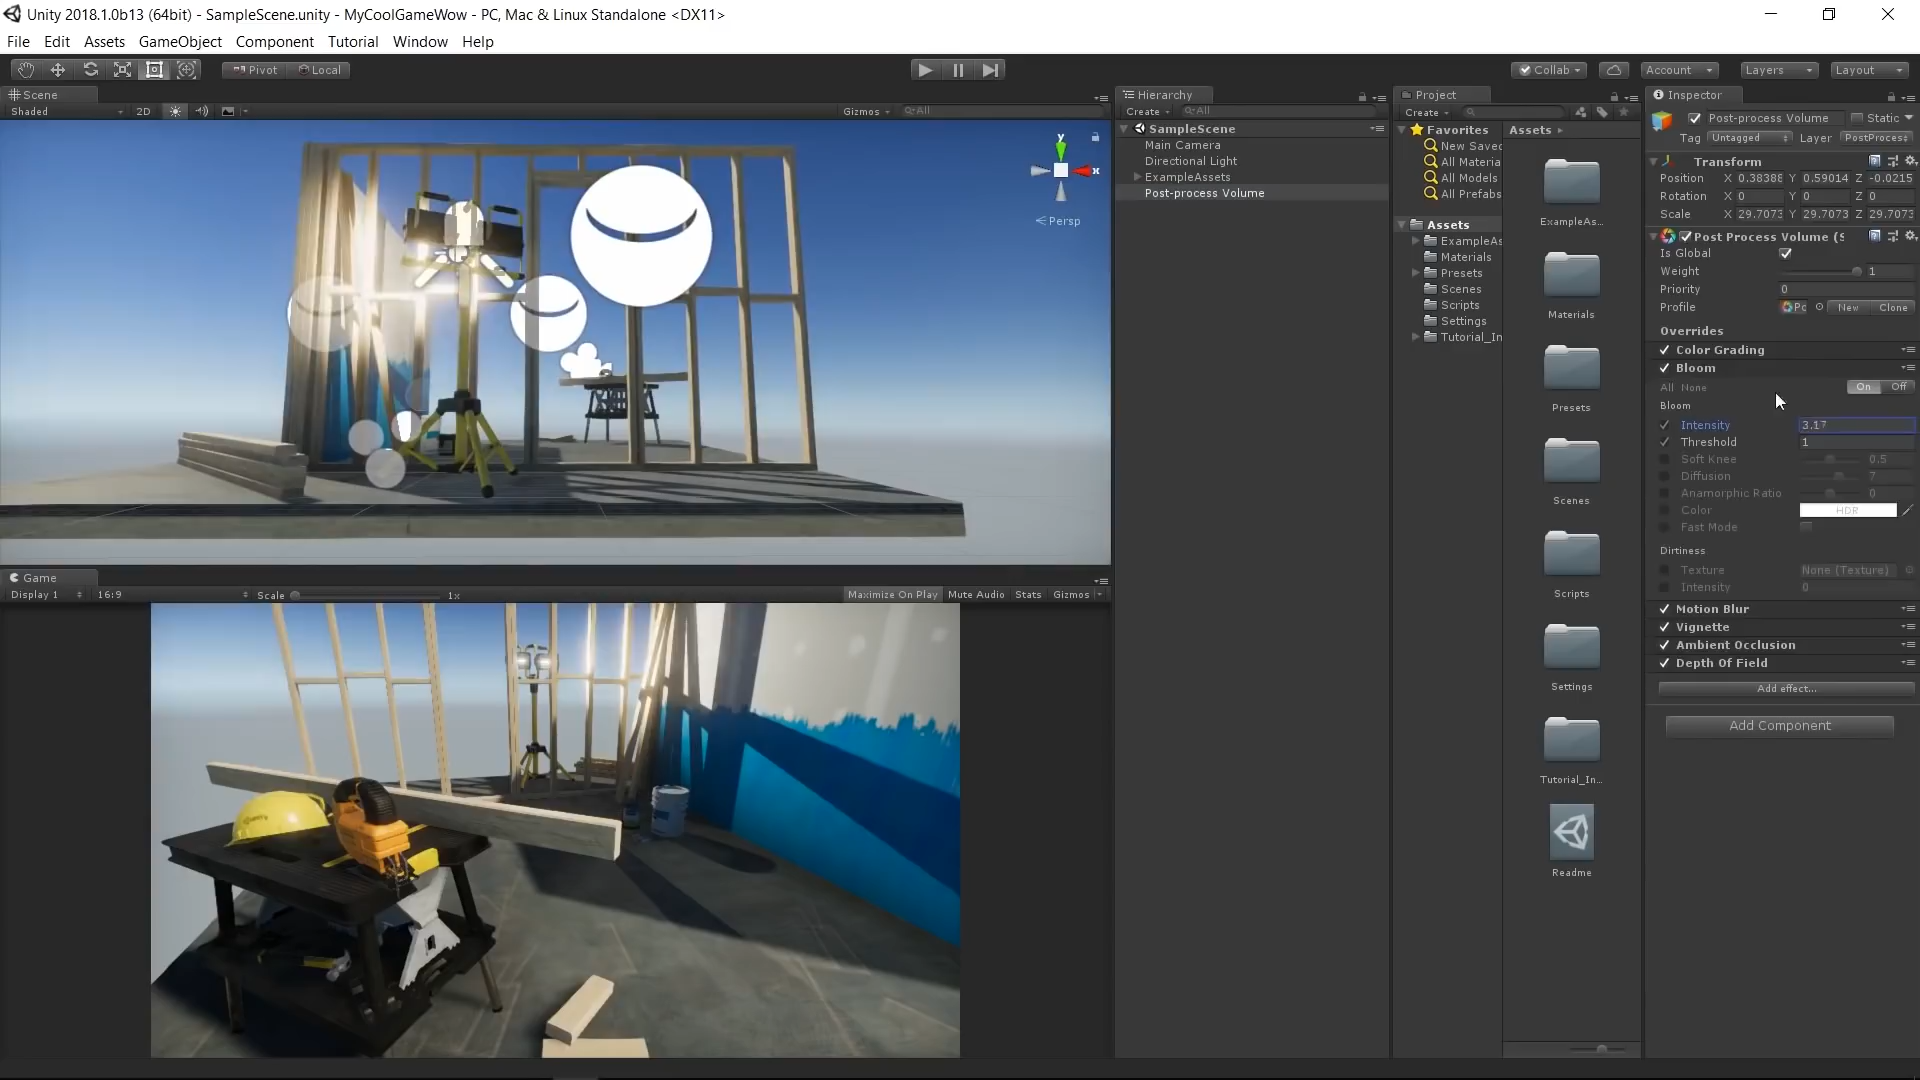 Unity 2018.1.0b13 (64bit) - SampleScene.unity - MyCoolGameWow - PC, Mac & Linux Standalone <DX11>
File Edit Assets GameObject Component Tutorial Window Help
Pivot Local
Collab Account Layers Layout
Scene
Shaded 2D Gizmos All
y
x
Persp
Game
Display 1 16:9 Scale 1x Maximize On Play Mute Audio Stats Gizmos
Hierarchy
Create All
SampleScene
Main Camera
Directional Light
ExampleAssets
Post-process Volume
Project
Create
Favorites
New Saved
All Materia
All Models
All Prefabs
Assets
ExampleAs
Materials
Presets
Scenes
Scripts
Settings
Tutorial_In
Assets
ExampleAs...
Materials
Presets
Scenes
Scripts
Settings
Tutorial_In...
Readme
Inspector
Post-process Volume Static
Tag Untagged Layer PostProcess
Transform
Position X 0.38388 Y 0.59014 Z -0.0215
Rotation X 0 Y 0 Z 0
Scale X 29.7073 Y 29.7073 Z 29.7073
Post Process Volume (S
Is Global
Weight 1
Priority 0
Profile Pc New Clone
Overrides
Color Grading
Bloom
All None On Off
Bloom
Intensity 3.17
Threshold 1
Soft Knee 0.5
Diffusion 7
Anamorphic Ratio 0
Color HDR
Fast Mode
Dirtiness
Texture None (Texture)
Intensity 0
Motion Blur
Vignette
Ambient Occlusion
Depth Of Field
Add effect...
Add Component